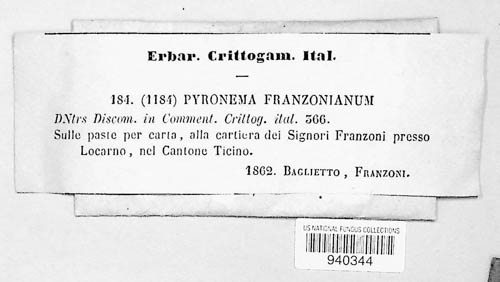 Erbar. Crittogam. Ital.
184. (1184) PYRONEMA FRANZONIANUM
DNtrs Discom. in Comment. Crittog. ital. 366.
Sulle paste per carta, alla cartiera dei Signori Franzoni presso
Locarno, nel Cantone Ticino.
1862. BAGLIETTO, FRANZONI.
US NATIONAL FUNGUS COLLECTIONS
940344